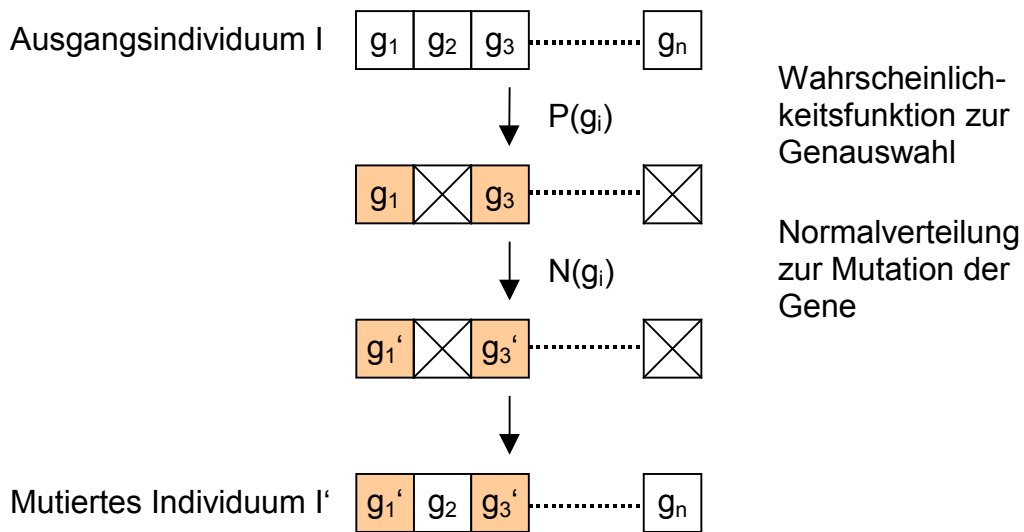 Ausgangsindividuum I g₁ g₂ g₃ gₙ
P(gᵢ)
Wahrscheinlich-
keitsfunktion zur
Genauswahl
g₁ g₃
N(gᵢ)
Normalverteilung
zur Mutation der
Gene
g₁‘ g₃‘
Mutiertes Individuum I‘ g₁‘ g₂ g₃‘ gₙ